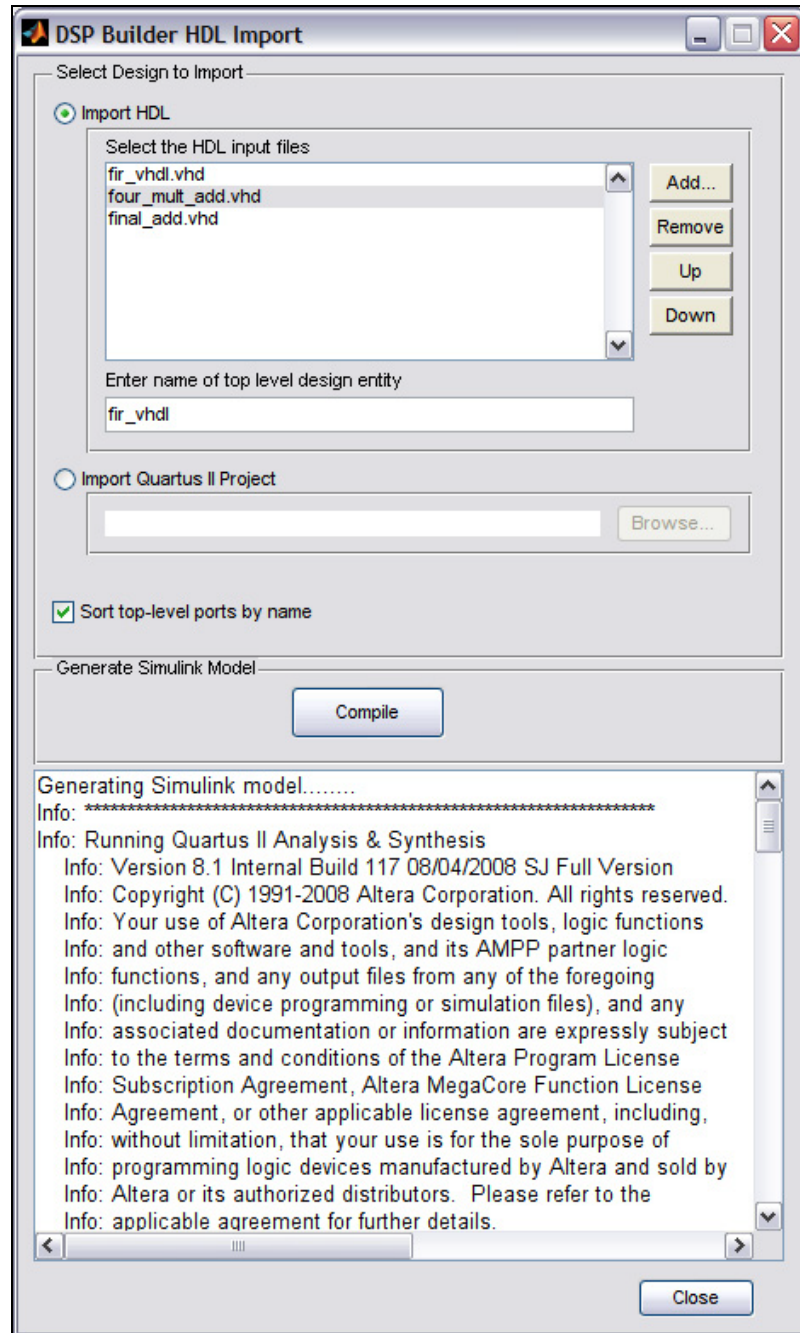 DSP Builder HDL Import
Select Design to Import
Import HDL
Select the HDL input files
fir_vhdl.vhd
four_mult_add.vhd
final_add.vhd
Add...
Remove
Up
Down
Enter name of top level design entity
fir_vhdl
Import Quartus II Project
Browse...
Sort top-level ports by name
Generate Simulink Model
Compile
Generating Simulink model........
Info: *******************************************************************
Info: Running Quartus II Analysis & Synthesis
Info: Version 8.1 Internal Build 117 08/04/2008 SJ Full Version
Info: Copyright (C) 1991-2008 Altera Corporation. All rights reserved.
Info: Your use of Altera Corporation's design tools, logic functions
Info: and other software and tools, and its AMPP partner logic
Info: functions, and any output files from any of the foregoing
Info: (including device programming or simulation files), and any
Info: associated documentation or information are expressly subject
Info: to the terms and conditions of the Altera Program License
Info: Subscription Agreement, Altera MegaCore Function License
Info: Agreement, or other applicable license agreement, including,
Info: without limitation, that your use is for the sole purpose of
Info: programming logic devices manufactured by Altera and sold by
Info: Altera or its authorized distributors.  Please refer to the
Info: applicable agreement for further details.
Close